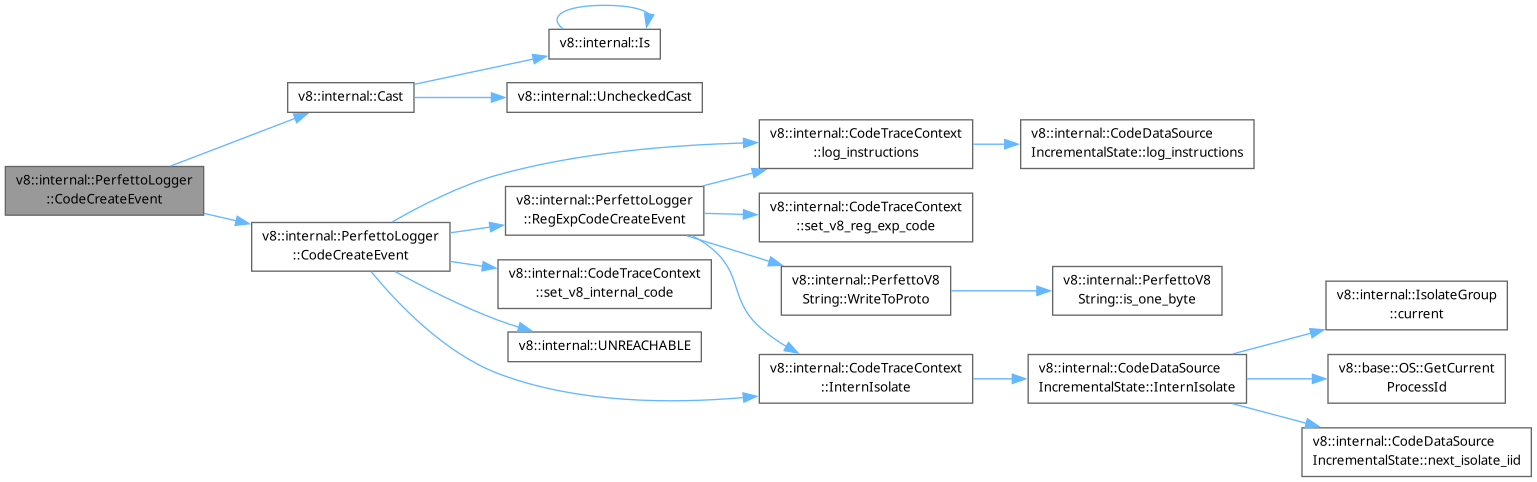 v8::internal::PerfettoLogger
::CodeCreateEvent
v8::internal::Cast
v8::internal::Is
v8::internal::UncheckedCast
v8::internal::PerfettoLogger
::CodeCreateEvent
v8::internal::CodeTraceContext
::log_instructions
v8::internal::CodeDataSource
IncrementalState::log_instructions
v8::internal::PerfettoLogger
::RegExpCodeCreateEvent
v8::internal::CodeTraceContext
::set_v8_reg_exp_code
v8::internal::PerfettoV8
String::WriteToProto
v8::internal::PerfettoV8
String::is_one_byte
v8::internal::CodeTraceContext
::set_v8_internal_code
v8::internal::UNREACHABLE
v8::internal::CodeTraceContext
::InternIsolate
v8::internal::CodeDataSource
IncrementalState::InternIsolate
v8::internal::IsolateGroup
::current
v8::base::OS::GetCurrent
ProcessId
v8::internal::CodeDataSource
IncrementalState::next_isolate_iid